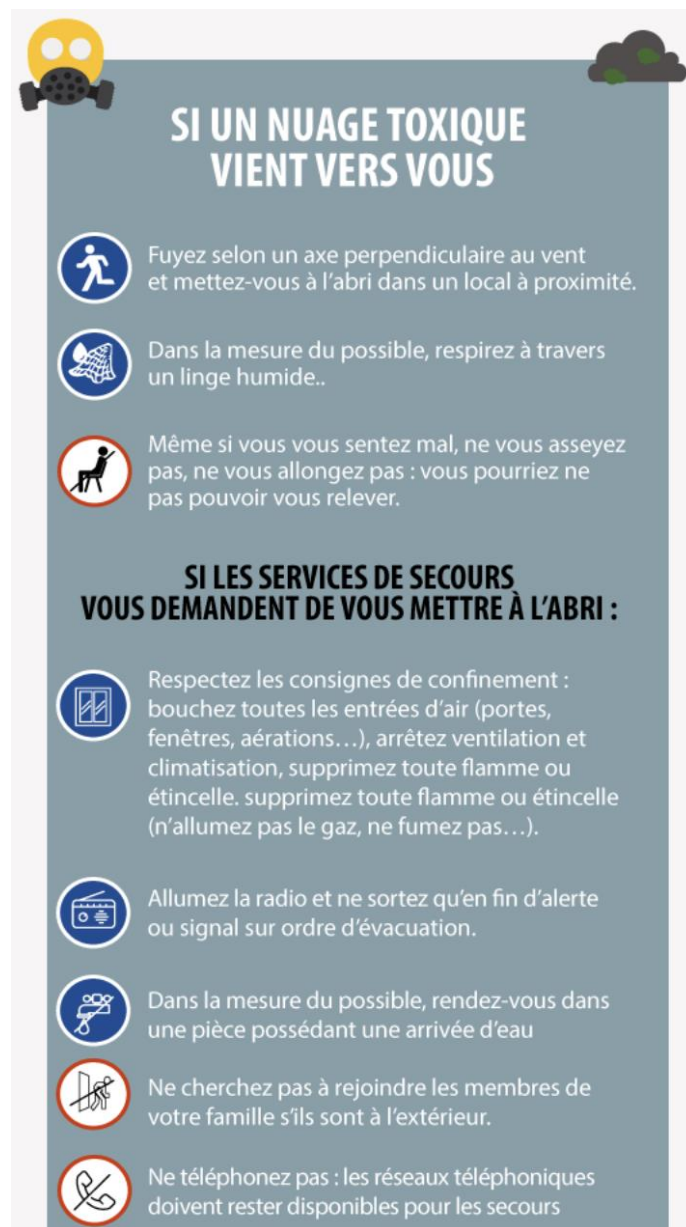 SI UN NUAGE TOXIQUE
VIENT VERS VOUS
Fuyez selon un axe perpendiculaire au vent
et mettez-vous à l'abri dans un local à proximité.
Dans la mesure du possible, respirez à travers
un linge humide..
Même si vous vous sentez mal, ne vous asseyez
pas, ne vous allongez pas : vous pourriez ne
pas pouvoir vous relever.
SI LES SERVICES DE SECOURS
VOUS DEMANDENT DE VOUS METTRE À L'ABRI :
Respectez les consignes de confinement :
bouchez toutes les entrées d'air (portes,
fenêtres, aérations…), arrêtez ventilation et
climatisation, supprimez toute flamme ou
étincelle. supprimez toute flamme ou étincelle
(n'allumez pas le gaz, ne fumez pas…).
Allumez la radio et ne sortez qu'en fin d'alerte
ou signal sur ordre d'évacuation.
Dans la mesure du possible, rendez-vous dans
une pièce possédant une arrivée d'eau
Ne cherchez pas à rejoindre les membres de
votre famille s'ils sont à l'extérieur.
Ne téléphonez pas : les réseaux téléphoniques
doivent rester disponibles pour les secours